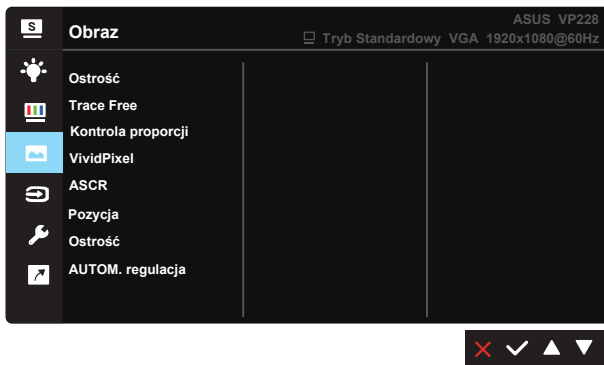 S
Obraz
ASUS VP228
Tryb Standardowy VGA 1920x1080@60Hz
Ostrość
Trace Free
Kontrola proporcji
VividPixel
ASCR
Pozycja
Ostrość
AUTOM. regulacja